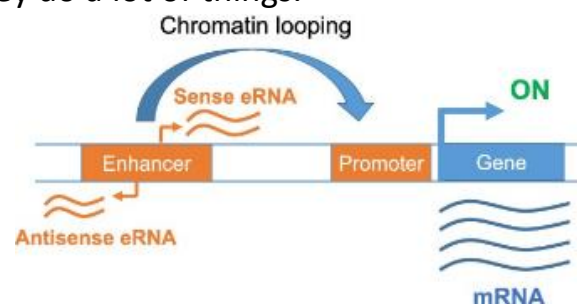 Chromatin looping
Sense eRNA
ON
Enhancer
Promoter
Gene
Antisense eRNA
mRNA